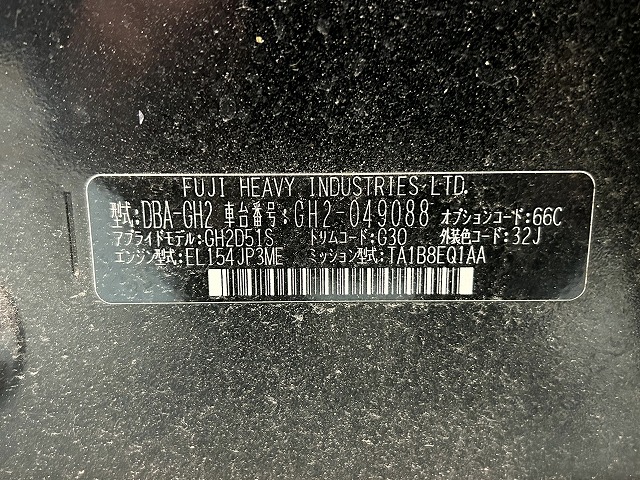 FUJI HEAVY INDUSTRIES LTD.
型式:DBA-GH2 車台番号:GH2-049088 オプションコード:66C
アプライドモデル:GH2D51S トリムコード:G30 外装色コード:32J
エンジン型式:EL154JP3ME ミッション型式:TA1B8EQ1AA